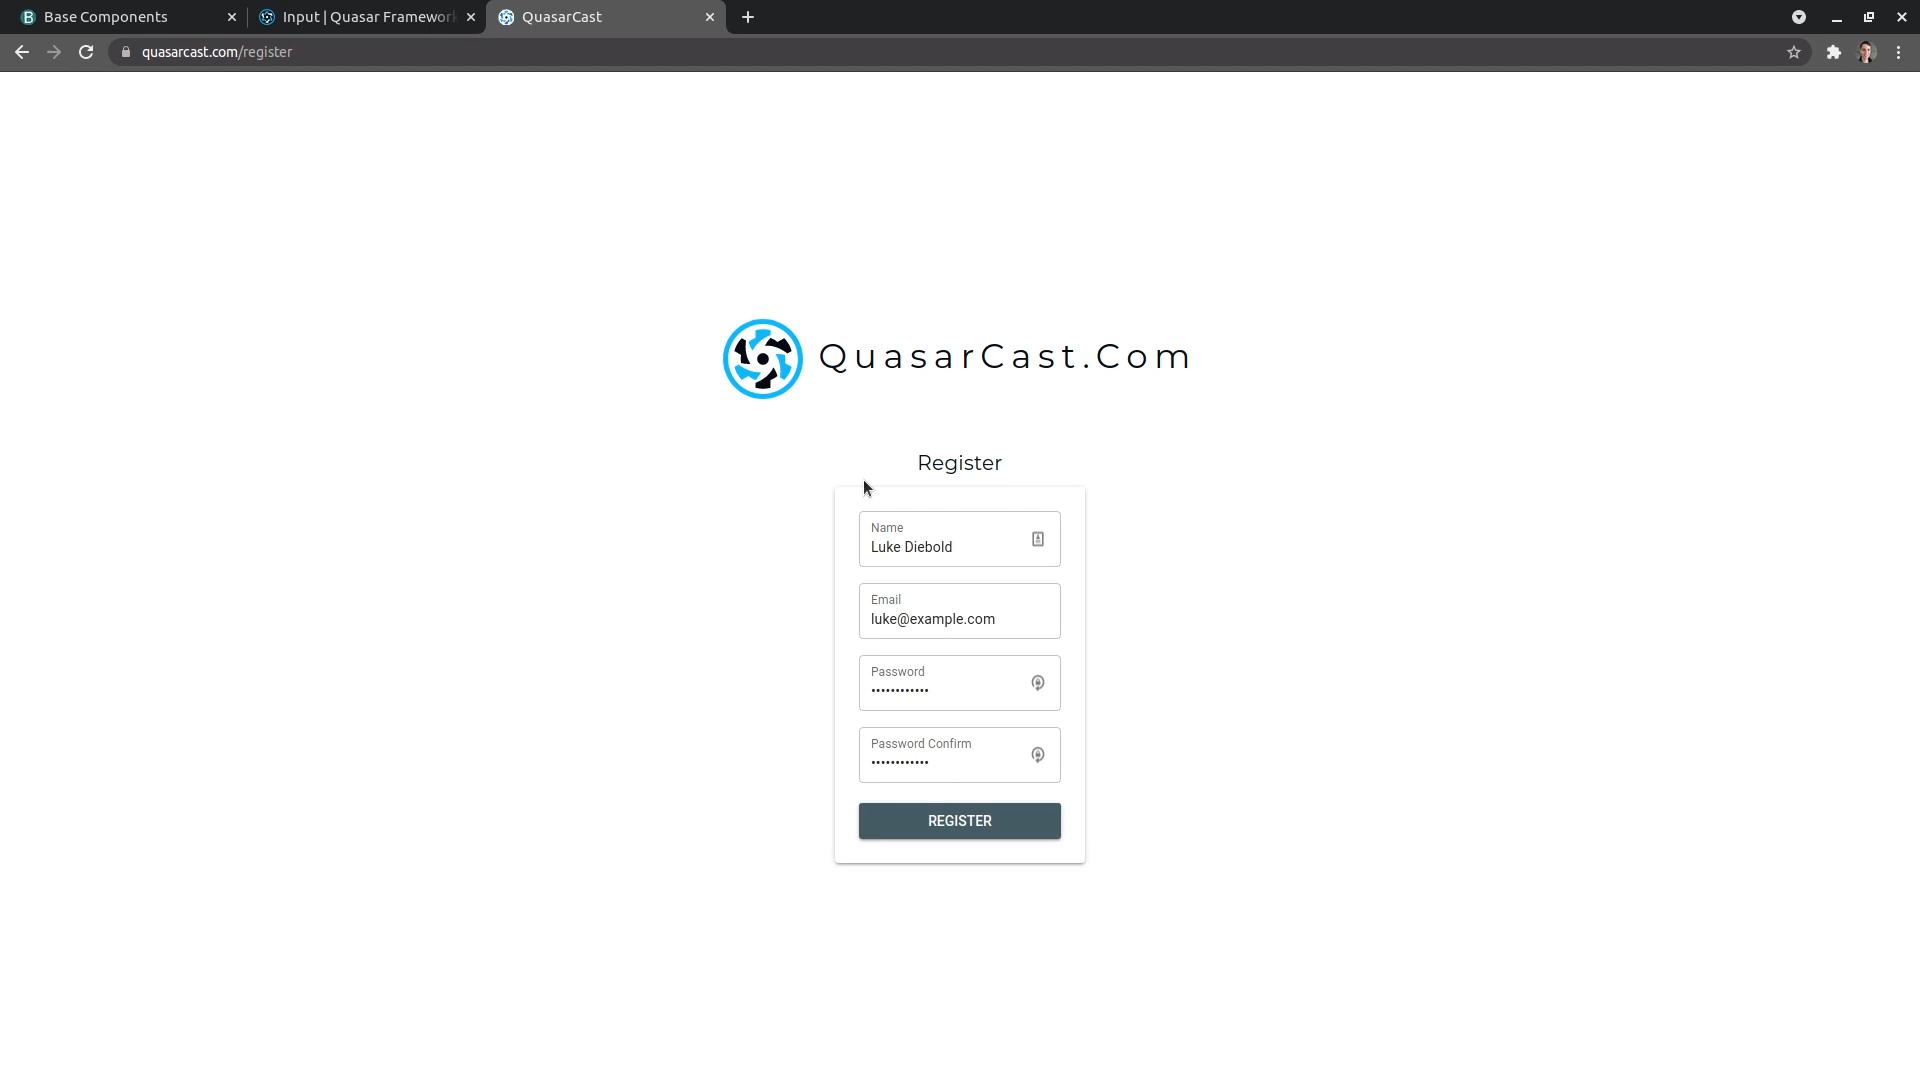 Base Components
Input | Quasar Framewor
QuasarCast
quasarcast.com/register
QuasarCast.Com
Register
Name
Luke Diebold
Email
luke@example.com
Password
••••••••••••
Password Confirm
••••••••••••
REGISTER